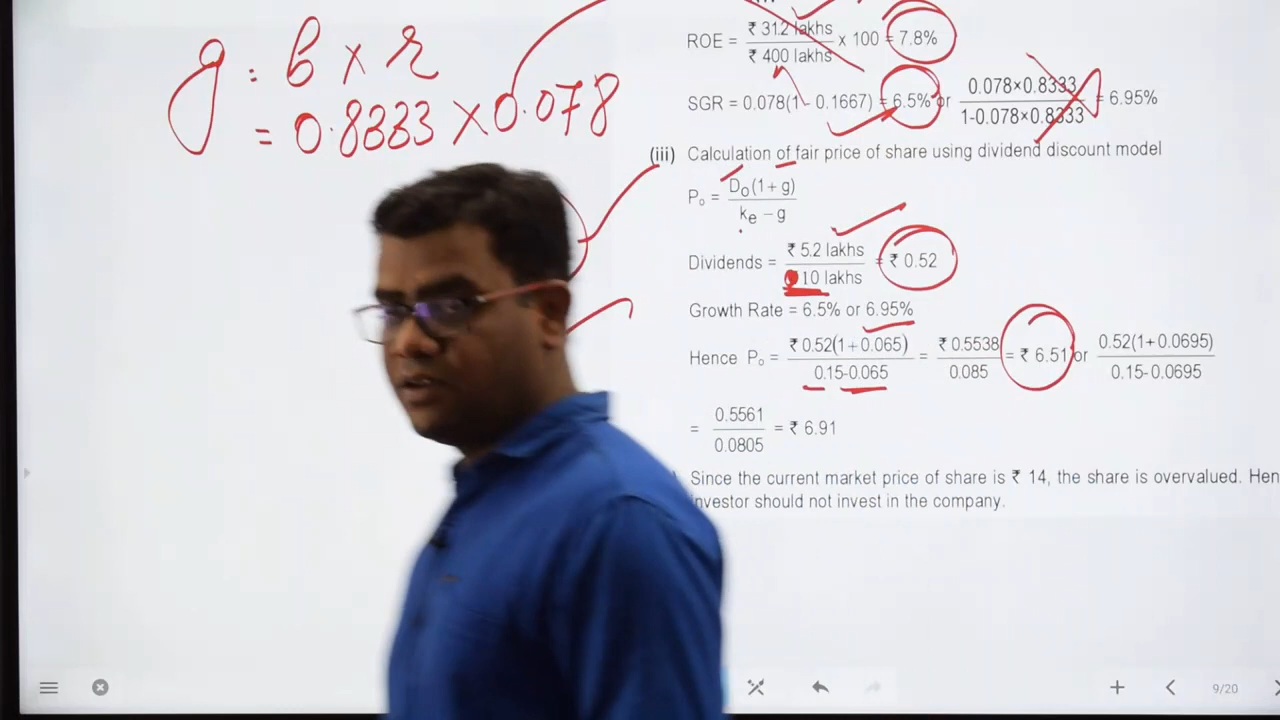 g = b × r
= 0.8333 × 0.078
ROE = ₹ 31.2 lakhs / ₹ 400 lakhs x 100 = 7.8%
SGR = 0.078(1 - 0.1667) = 6.5% or 0.078×0.8333 / 1-0.078×0.8333 = 6.95%
(iii) Calculation of fair price of share using dividend discount model
P₀ = D₀(1 + g) / kₑ – g
Dividends = ₹ 5.2 lakhs / 10 lakhs = ₹ 0.52
Growth Rate = 6.5% or 6.95%
Hence P₀ = ₹ 0.52(1 + 0.065) / 0.15-0.065 = ₹ 0.5538 / 0.085 = ₹ 6.51 or 0.52(1+0.0695) / 0.15-0.0695
= 0.5561 / 0.0805 = ₹ 6.91
Since the current market price of share is ₹ 14, the share is overvalued.
investor should not invest in the company.
9/20